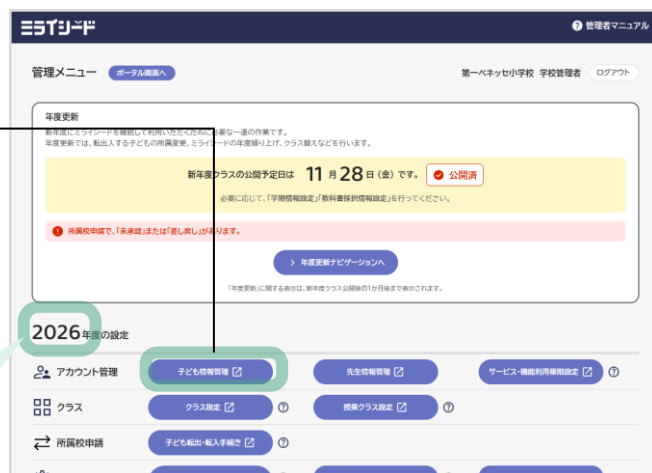 ミライシード
管理者マニュアル
管理メニュー ポータル画面へ
第一ベネッセ小学校 学校管理者 ログアウト
年度更新
新年度にミライシードを継続して利用いただくために必要な一連の作業です。
年度更新では、転出入する子どもの所属変更、ミライシードの年度繰り上げ、クラス替えなどを行います。
新年度クラスの公開予定日は 11 月 28 日 (金) です。 公開済
必要に応じて、「学期情報設定」「教科書採択情報設定」を行ってください。
所属校申請で、「未承認」または「差し戻し」があります。
年度更新ナビゲーションへ
「年度更新」に関する表示は、新年度クラス公開後の1か月後まで表示されます。
2026年度の設定
アカウント管理 子ども情報管理 先生情報管理 サービス・機能利用権限設定
クラス クラス設定 授業クラス設定
所属校申請 子ども転出・転入手続き